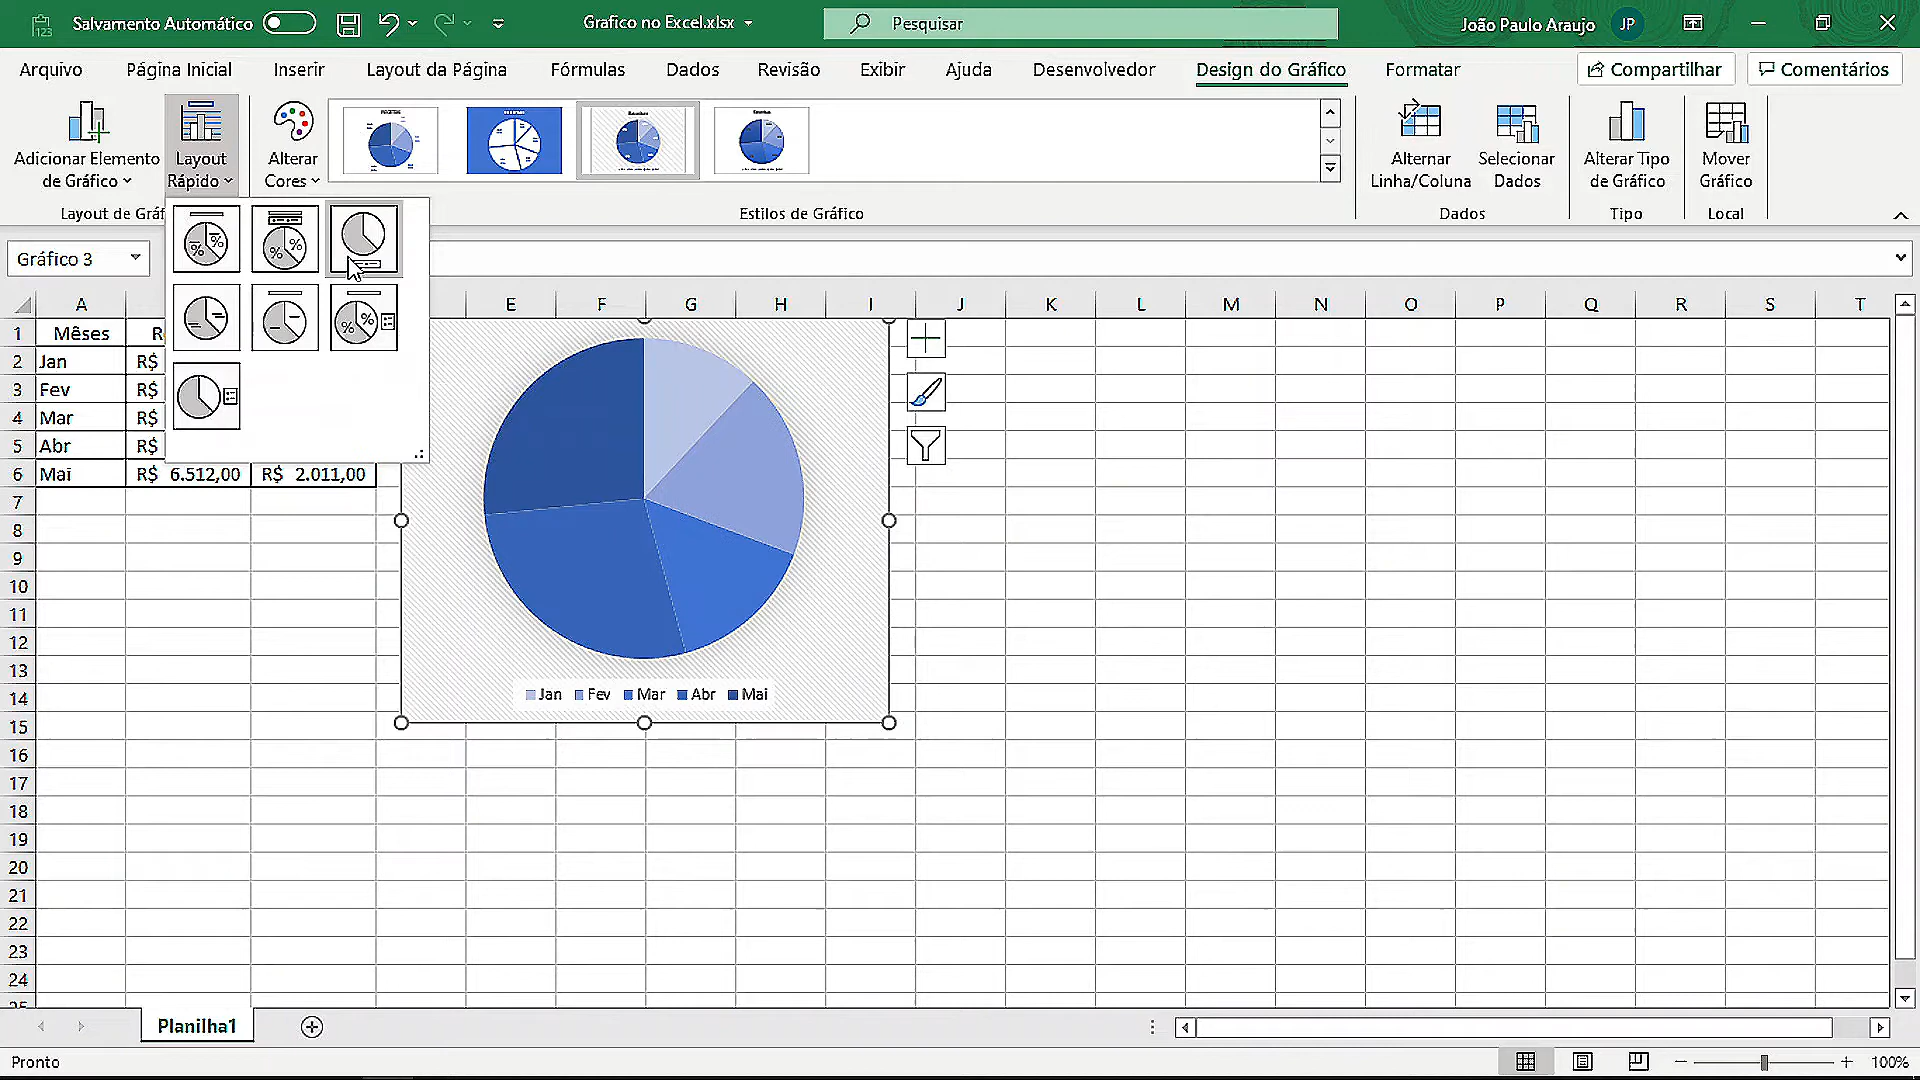 Salvamento Automático
Grafico no Excel.xlsx
Pesquisar
João Paulo Araujo
JP
Arquivo
Página Inicial
Inserir
Layout da Página
Fórmulas
Dados
Revisão
Exibir
Ajuda
Desenvolvedor
Design do Gráfico
Formatar
Compartilhar
Comentários
Adicionar Elemento
de Gráfico
Layout
Rápido
Alterar
Cores
Alternar
Linha/Coluna
Selecionar
Dados
Alterar Tipo
de Gráfico
Mover
Gráfico
Layout de Gráf
Estilos de Gráfico
Dados
Tipo
Local
Gráfico 3
A E F G H I J K L M N O P Q R S T
1 Mêses R
2 Jan R$
3 Fev R$
4 Mar R$
5 Abr R$
6 Mai R$ 6.512,00 R$ 2.011,00
7
8
9
10
11
12
13
14
15
16
17
18
19
20
21
22
23
24
25
Jan Fev Mar Abr Mai
Planilha1
Pronto
100%